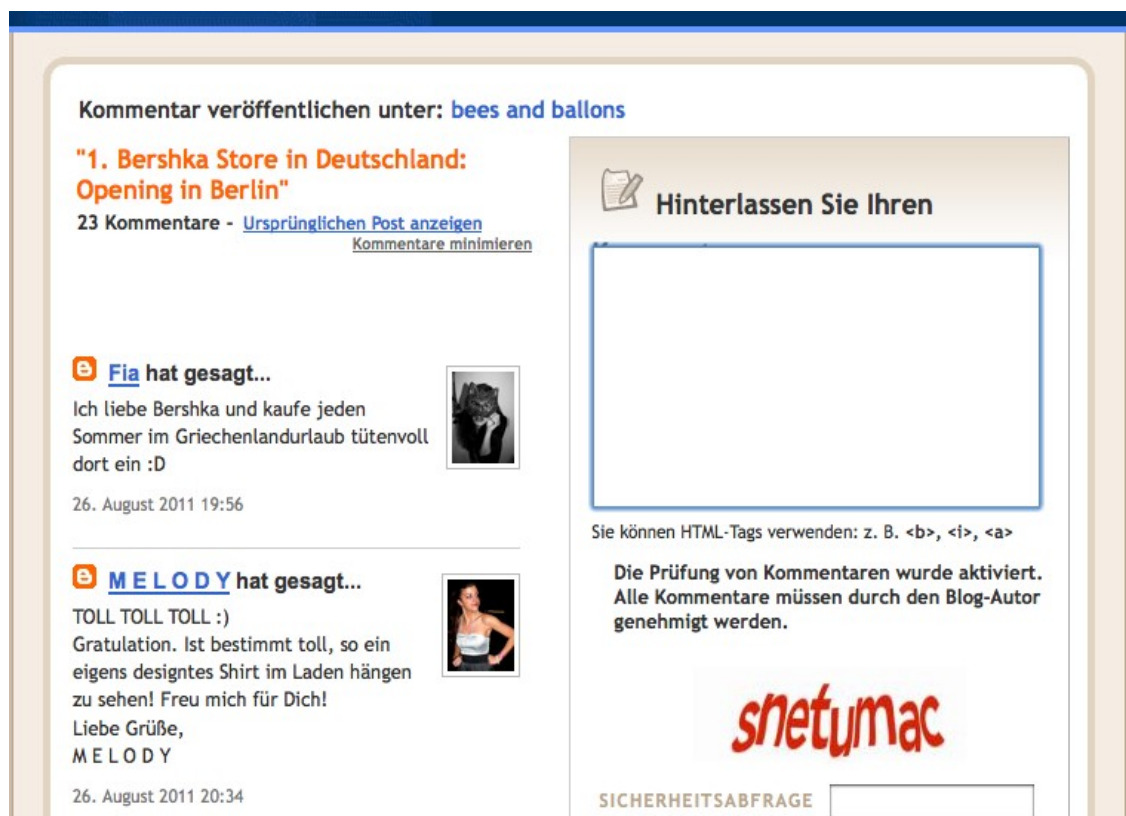 Kommentar veröffentlichen unter: bees and ballons
"1. Bershka Store in Deutschland:
Opening in Berlin"
23 Kommentare - Ursprünglichen Post anzeigen
Kommentare minimieren
Fia hat gesagt...
Ich liebe Bershka und kaufe jeden
Sommer im Griechenlandurlaub tütenvoll
dort ein :D
26. August 2011 19:56
M E L O D Y hat gesagt...
TOLL TOLL TOLL :)
Gratulation. Ist bestimmt toll, so ein
eigens designtes Shirt im Laden hängen
zu sehen! Freu mich für Dich!
Liebe Grüße,
M E L O D Y
26. August 2011 20:34
Hinterlassen Sie Ihren
Sie können HTML-Tags verwenden: z. B. <b>, <i>, <a>
Die Prüfung von Kommentaren wurde aktiviert.
Alle Kommentare müssen durch den Blog-Autor
genehmigt werden.
snetumac
SICHERHEITSABFRAGE